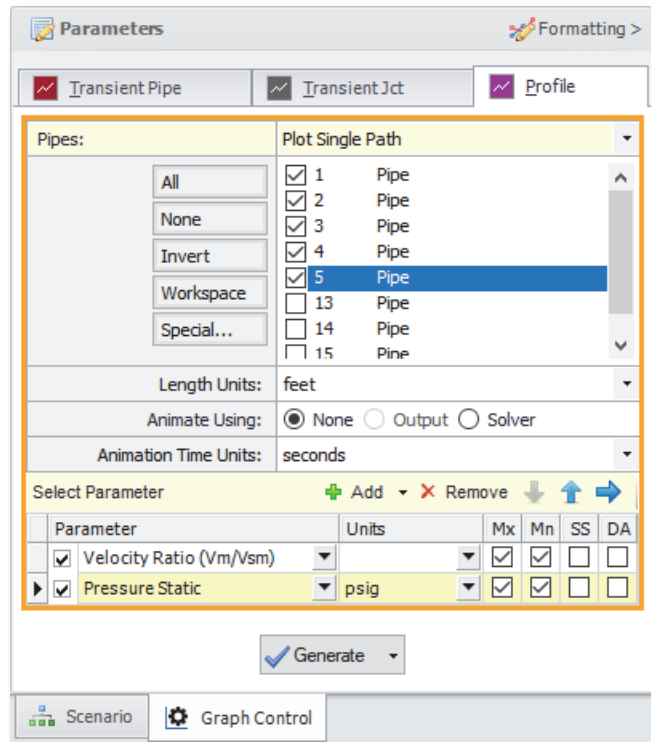 Parameters Formatting >
Transient Pipe Transient Jct Profile
Pipes: Plot Single Path
All
None
Invert
Workspace
Special...
1 Pipe
2 Pipe
3 Pipe
4 Pipe
5 Pipe
13 Pipe
14 Pipe
15 Pipe
Length Units: feet
Animate Using: None Output Solver
Animation Time Units: seconds
Select Parameter Add Remove
Parameter Units Mx Mn SS DA
Velocity Ratio (Vm/Vsm)
Pressure Static psig
Generate
Scenario Graph Control